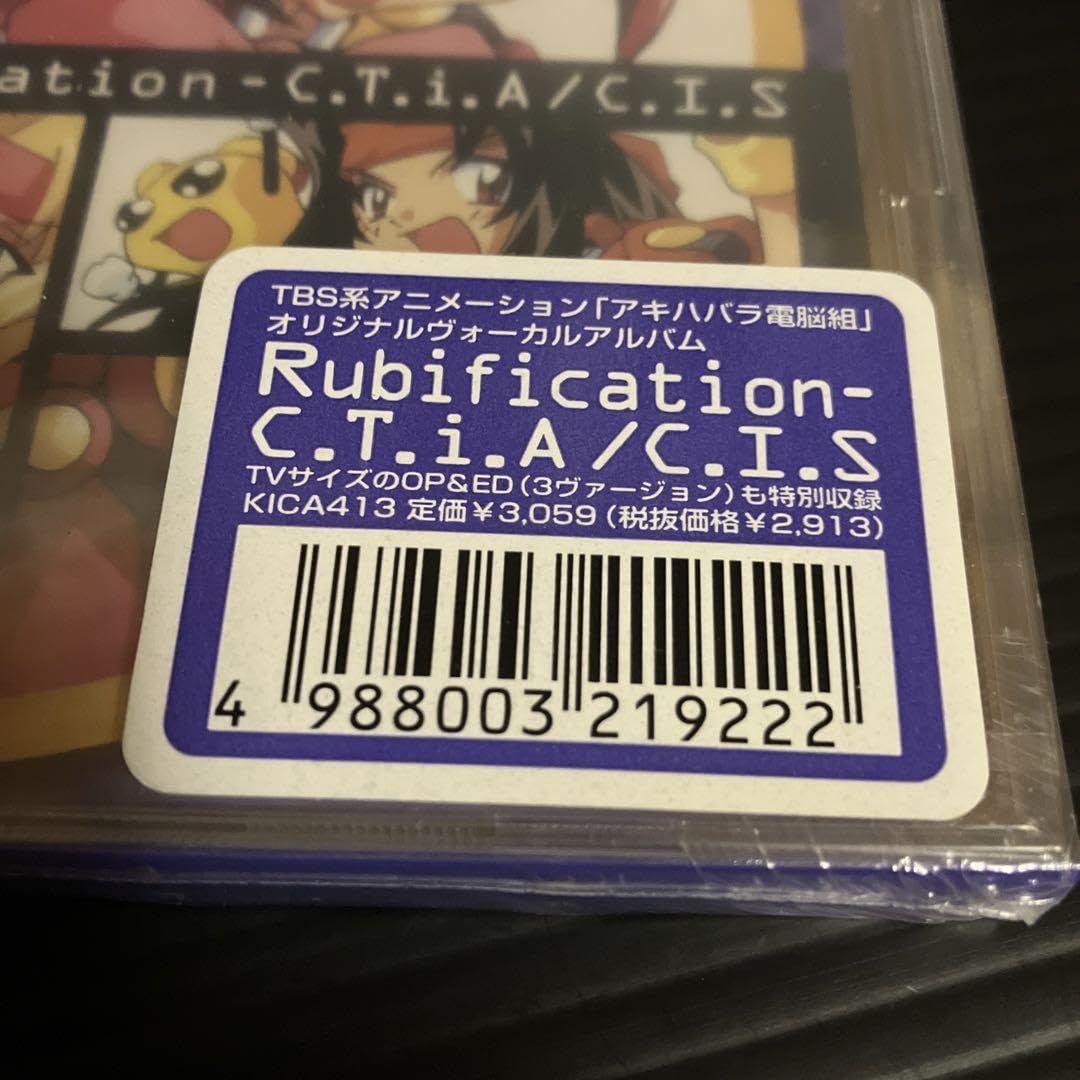 ation-C.T.i.A/C.I.S
TBS系アニメーション「アキハバラ電脳組」
オリジナルヴォーカルアルバム
Rubification-
C.T.i.A/C.I.S
TVサイズのOP&ED(3ヴァージョン)も特別収録
KICA413 定価¥3,059(税抜価格¥2,913)
4 988003 219222